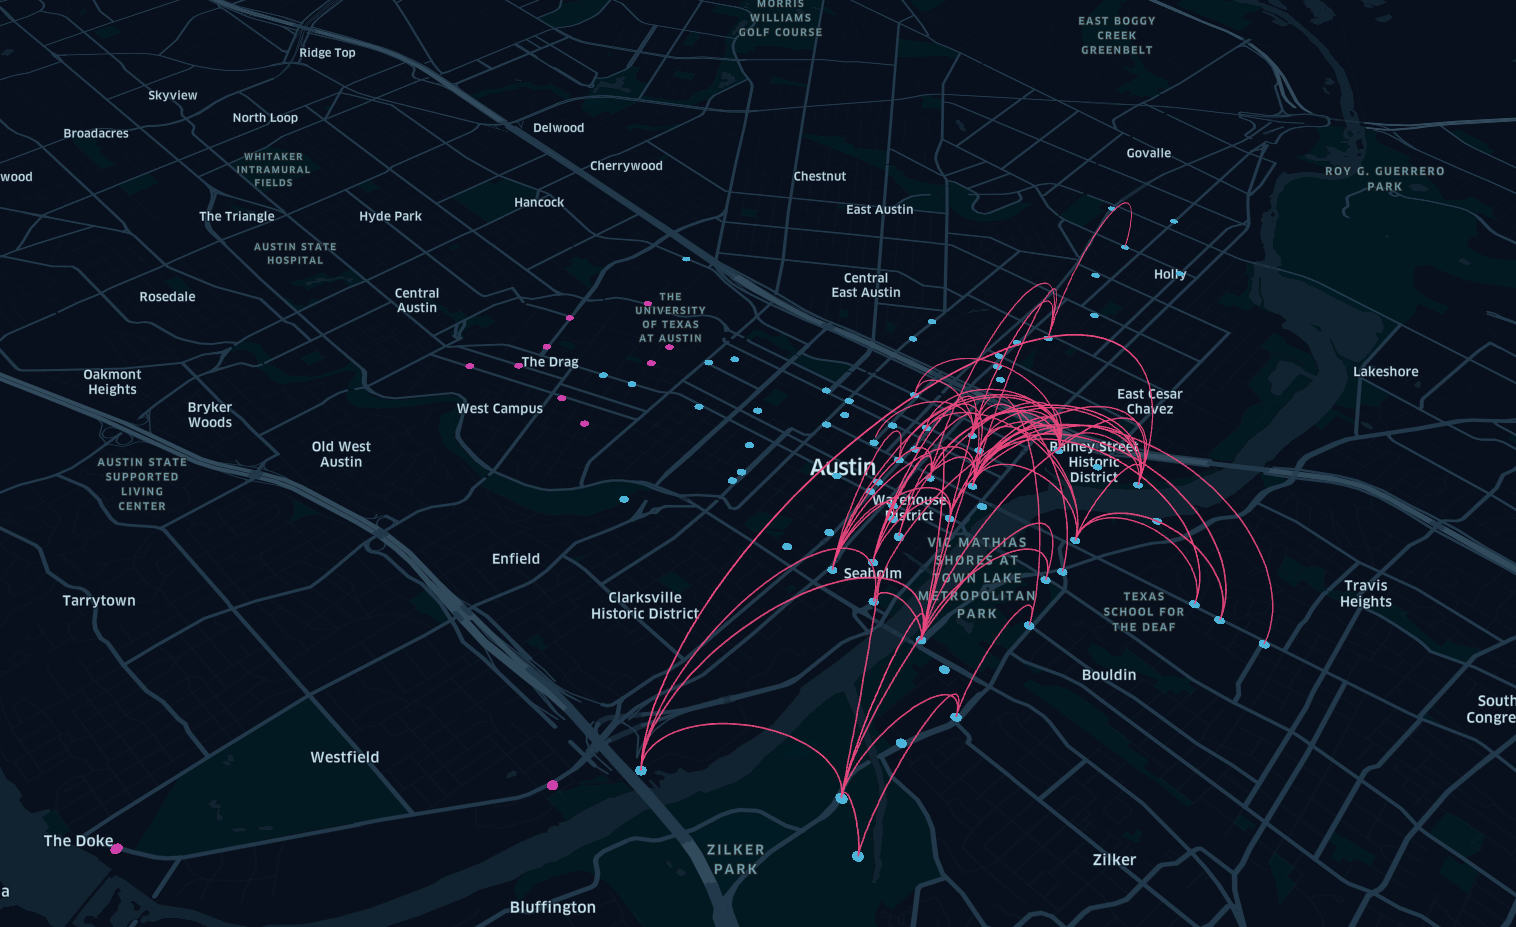 MORRIS
WILLIAMS
GOLF COURSE
EAST BOGGY
CREEK
GREENBELT
Ridge Top
Skyview
North Loop
Broadacres
Delwood
Govalle
WHITAKER
INTRAMURAL
FIELDS
Cherrywood
wood
Chestnut
ROY G. GUERRERO
PARK
Hancock
East Austin
The Triangle
Hyde Park
AUSTIN STATE
HOSPITAL
Holly
Central
East Austin
Rosedale
Central
Austin
THE
UNIVERSITY
OF TEXAS
AT AUSTIN
The Drag
Lakeshore
Oakmont
Heights
East Cesar
Chavez
Bryker
Woods
West Campus
Old West
Austin
Rainey Street
Historic
District
Austin
AUSTIN STATE
SUPPORTED
LIVING
CENTER
Warehouse
District
VIC MATHIAS
SHORES AT
TOWN LAKE
METROPOLITAN
PARK
Enfield
Seaholm
Travis
Heights
Tarrytown
Clarksville
Historic District
TEXAS
SCHOOL FOR
THE DEAF
Bouldin
South
Congre
Westfield
The Doke
ZILKER
PARK
Zilker
a
Bluffington